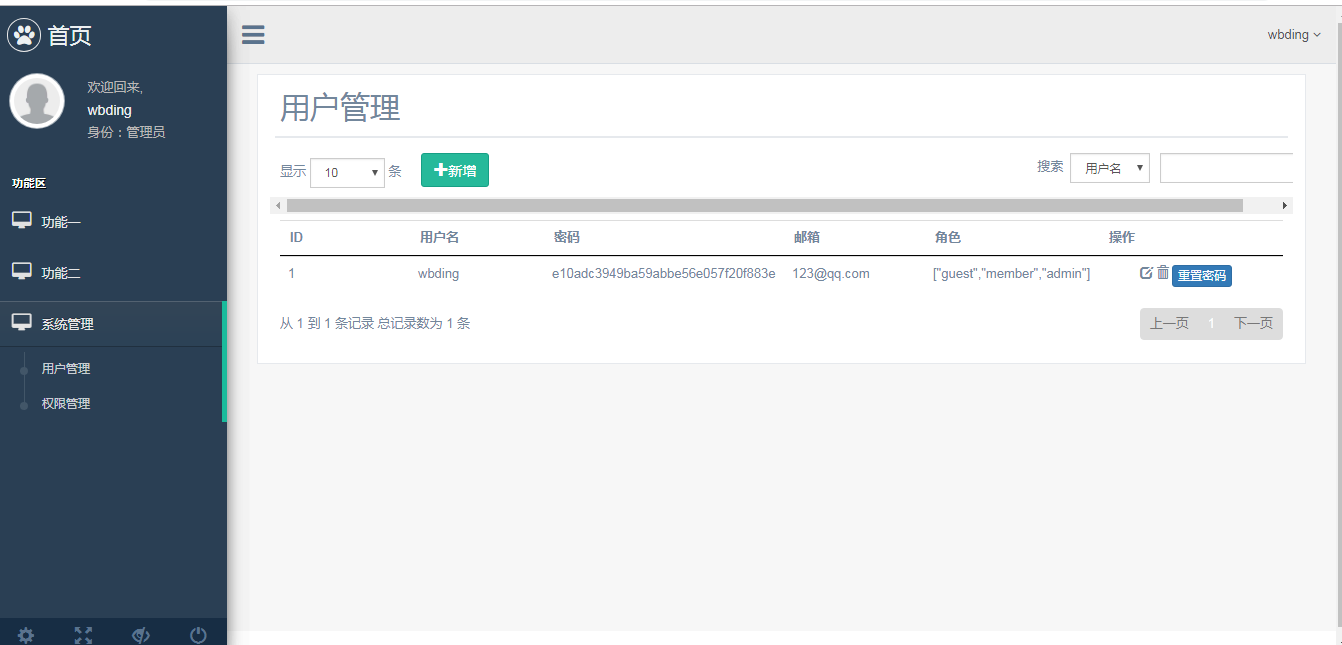 首页
欢迎回来,
wbding
身份：管理员
功能区
功能一
功能二
系统管理
用户管理
权限管理
wbding
用户管理
显示 10 条 新增 搜索 用户名
ID 用户名 密码 邮箱 角色 操作
1 wbding e10adc3949ba59abbe56e057f20f883e 123@qq.com ["guest","member","admin"] 重置密码
从 1 到 1 条记录 总记录数为 1 条 上一页 1 下一页